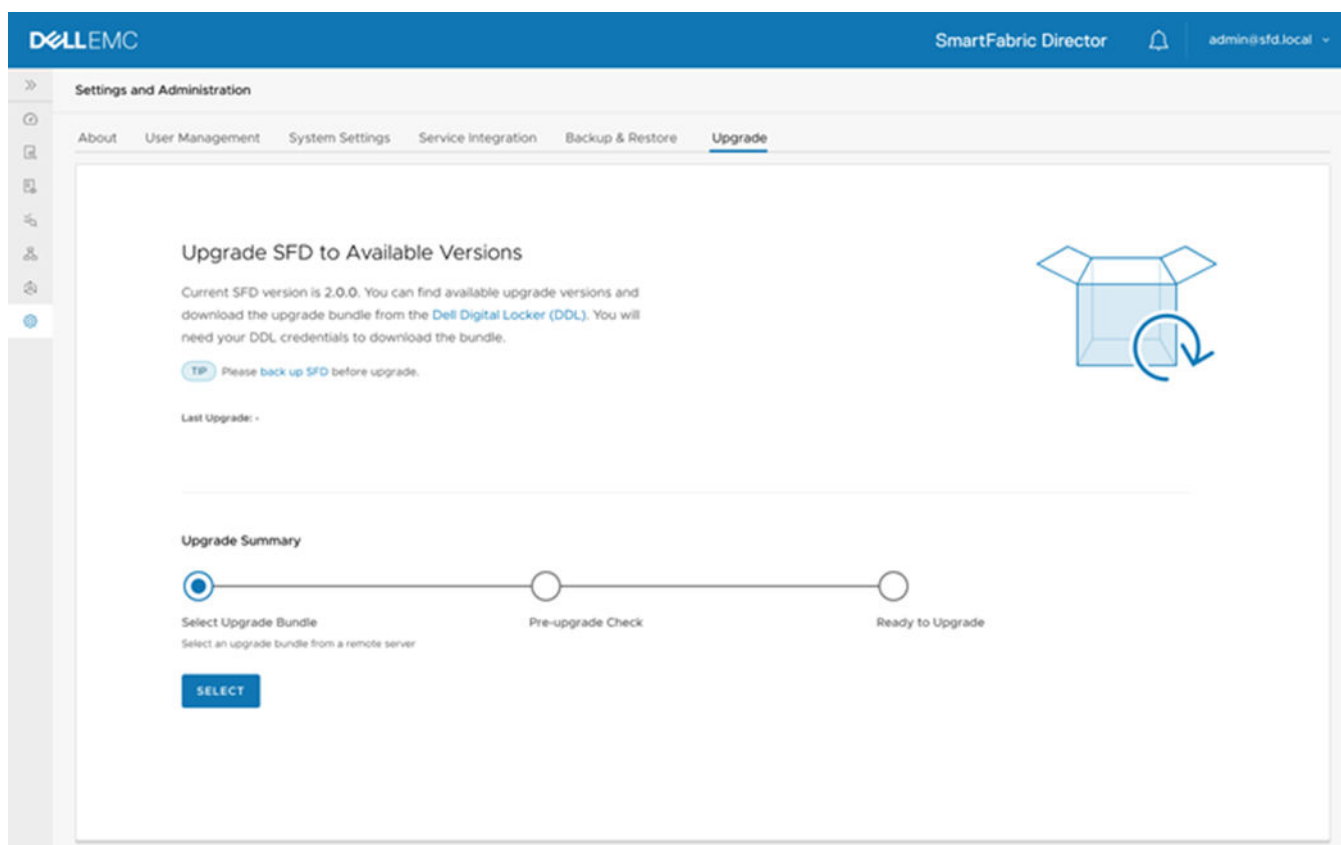 DELLEMC
SmartFabric Director
admin@sfd.local
Settings and Administration
About User Management System Settings Service Integration Backup & Restore Upgrade
Upgrade SFD to Available Versions
Current SFD version is 2.0.0. You can find available upgrade versions and
download the upgrade bundle from the Dell Digital Locker (DDL). You will
need your DDL credentials to download the bundle.
TIP Please back up SFD before upgrade.
Last Upgrade: -
Upgrade Summary
Select Upgrade Bundle Pre-upgrade Check Ready to Upgrade
Select an upgrade bundle from a remote server
SELECT